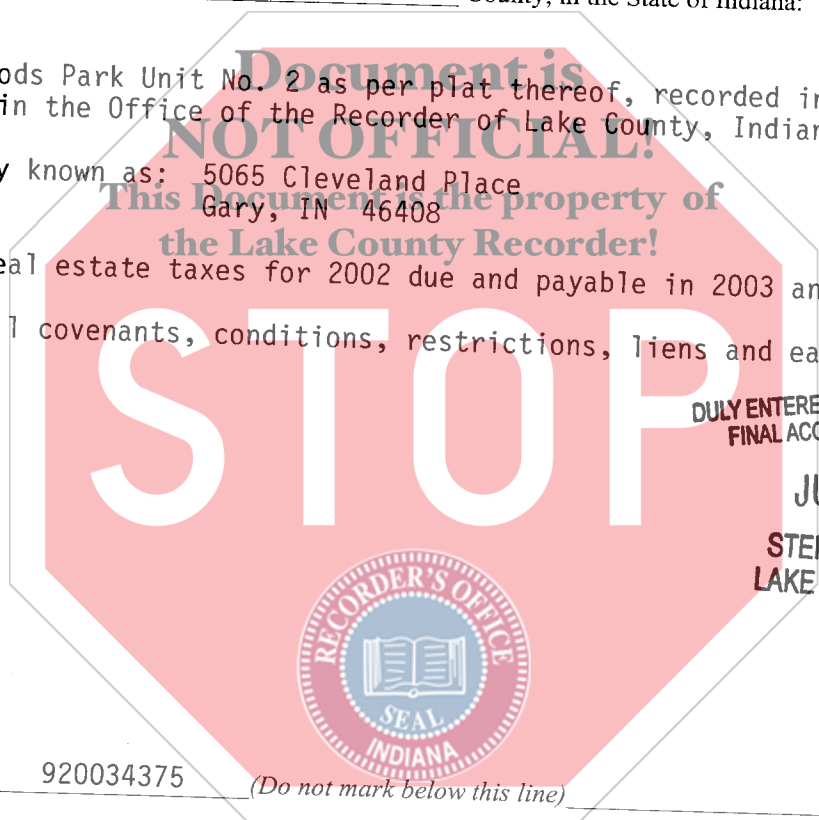 County, in the State of Indiana:
Document is
ods Park Unit No. 2 as per plat thereof, recorded in
in the Office of the Recorder of Lake County, Indian
NOT OFFICIAL!
y known as: 5065 Cleveland Place
This Document is the property of
Gary, IN 46408
the Lake County Recorder!
eal estate taxes for 2002 due and payable in 2003 an
l covenants, conditions, restrictions, liens and ea
STOP
DULY ENTERE
FINAL ACC
JU
STE
LAKE
RECORDER'S OFFICE
SEAL
INDIANA
920034375
(Do not mark below this line)